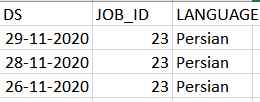 DS JOB_ID LANGUAGE
29-11-2020 23 Persian
28-11-2020 23 Persian
26-11-2020 23 Persian